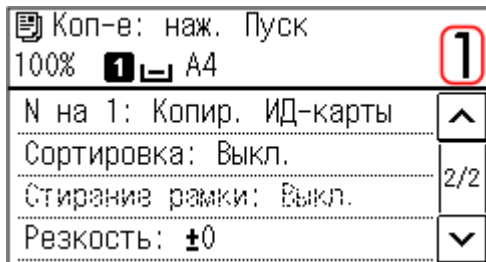 Коп-е: наж. Пуск
100% 1 A4
1
N на 1: Копир. ИД-карты
Сортировка: Выкл.
2/2
Стирание рамки: Выкл.
Резкость: ±0